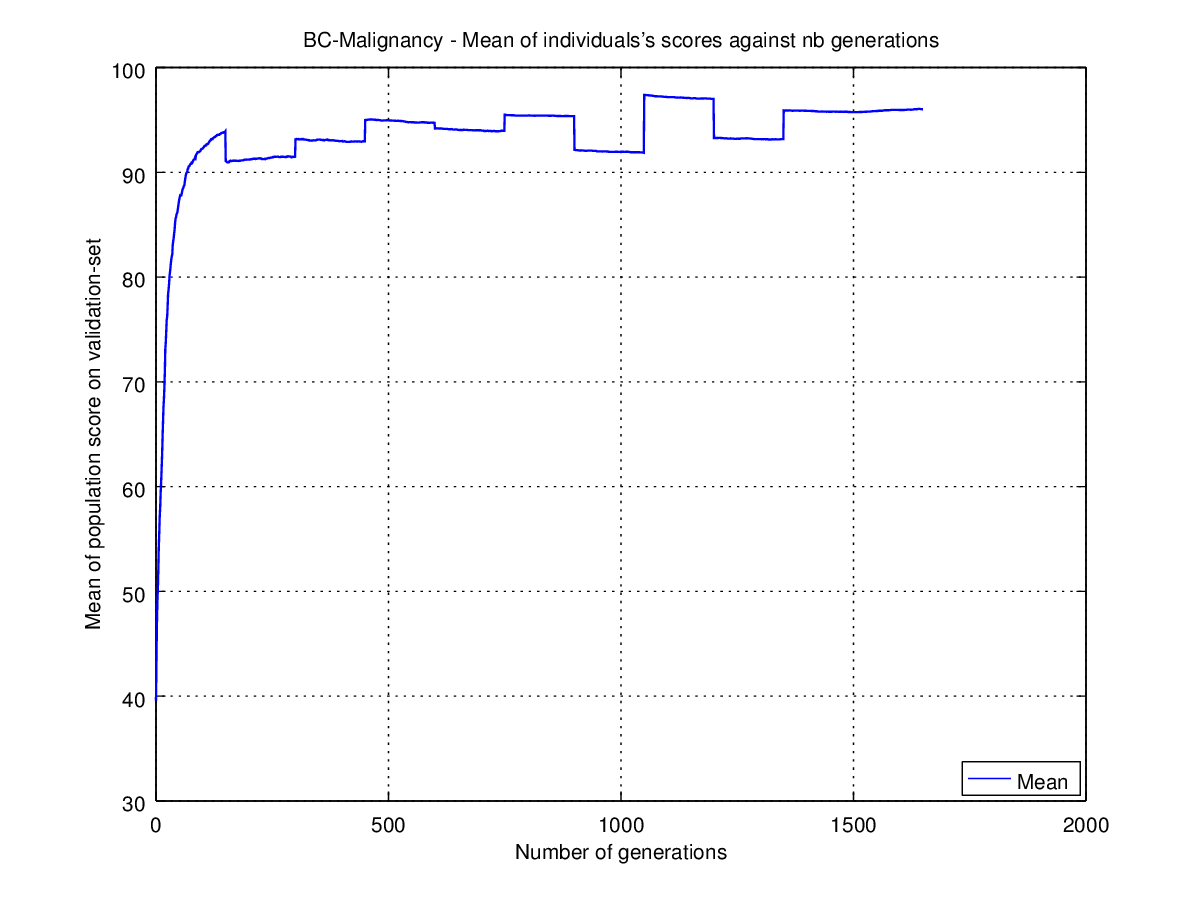 BC-Malignancy - Mean of individuals's scores against nb generations
100
90
80
70
60
50
40
30
Mean of population score on validation-set
Mean
0 500 1000 1500 2000
Number of generations